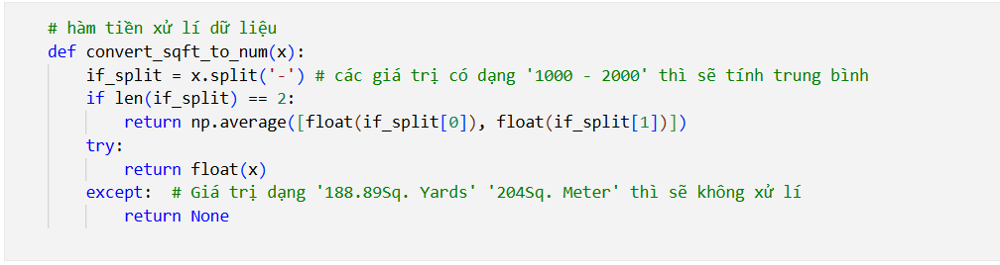 # hàm tiền xử lí dữ liệu
def convert_sqft_to_num(x):
    if_split = x.split('-') # các giá trị có dạng '1000 - 2000' thì sẽ tính trung bình
    if len(if_split) == 2:
        return np.average([float(if_split[0]), float(if_split[1])])
    try:
        return float(x)
    except:  # Giá trị dạng '188.89Sq. Yards' '204Sq. Meter' thì sẽ không xử lí
        return None